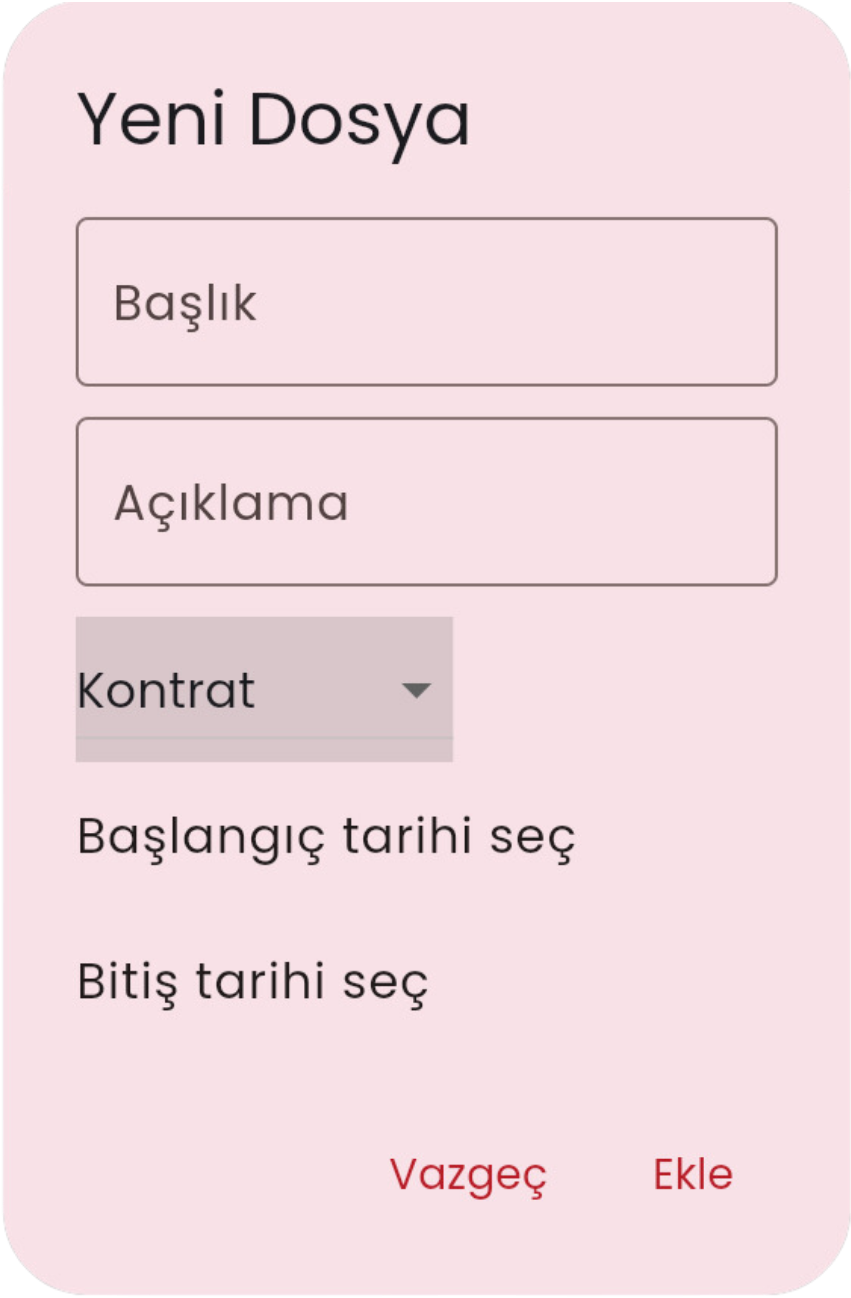 Yeni Dosya
Başlık
Açıklama
Kontrat
Başlangıç tarihi seç
Bitiş tarihi seç
Vazgeç Ekle